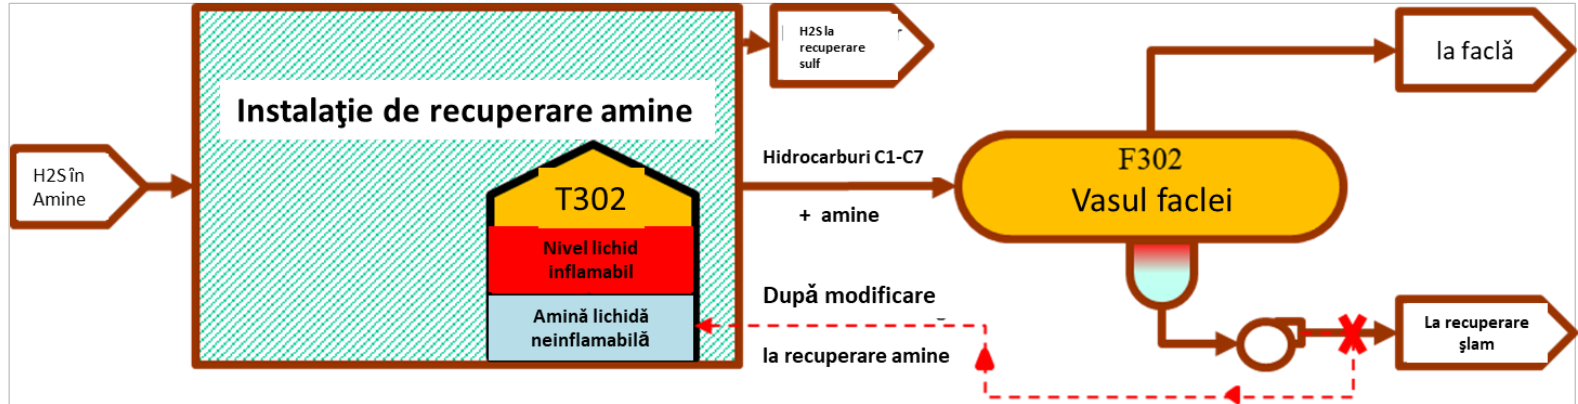 H2S la
recuperare
sulf
la faclă
Instalaţie de recuperare amine
H2S în
Amine
Hidrocarburi C1-C7
+ amine
F302
Vasul faclei
T302
Nivel lichid
inflamabil
După modificare
Amină lichidă
neinflamabilă
la recuperare amine
La recuperare
şlam